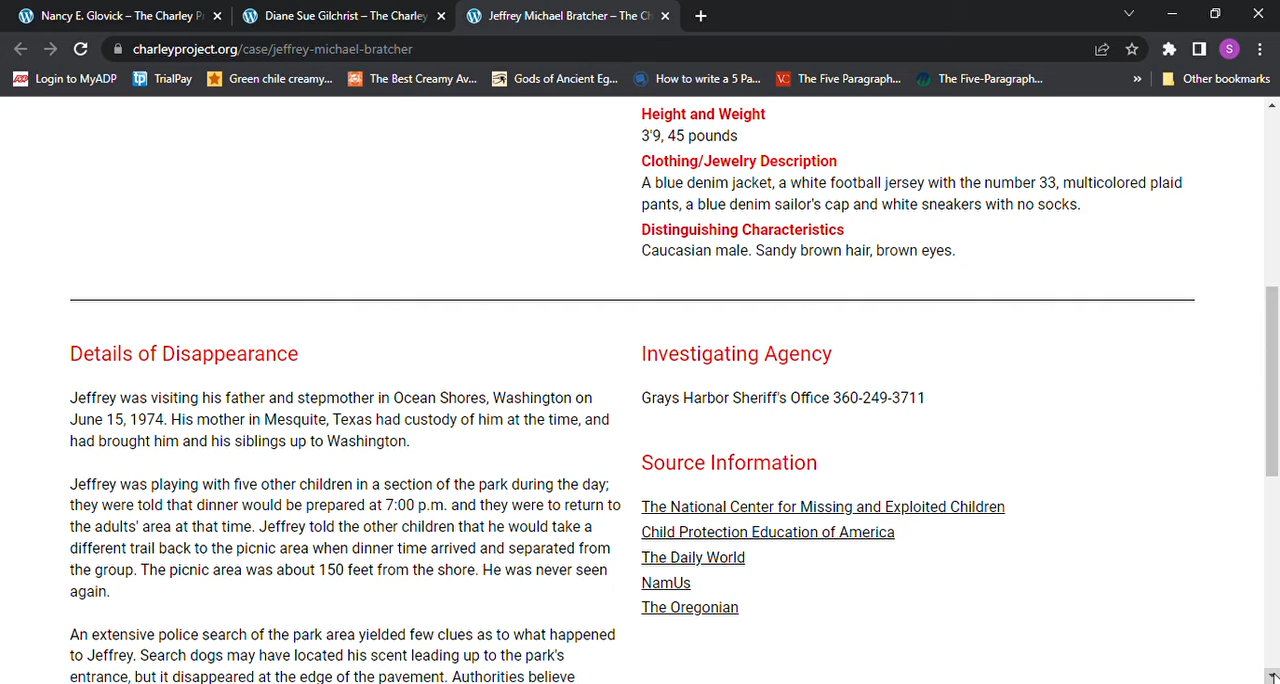 Nancy E. Glovick – The Charley Pr
Diane Sue Gilchrist – The Charley
Jeffrey Michael Bratcher – The Ch
charleyproject.org/case/jeffrey-michael-bratcher
S
ADP Login to MyADP
tp TrialPay
Green chile creamy...
The Best Creamy Av...
Gods of Ancient Eg...
How to write a 5 Pa...
VC The Five Paragraph...
The Five-Paragraph...
» Other bookmarks
Height and Weight
3'9, 45 pounds
Clothing/Jewelry Description
A blue denim jacket, a white football jersey with the number 33, multicolored plaid
pants, a blue denim sailor's cap and white sneakers with no socks.
Distinguishing Characteristics
Caucasian male. Sandy brown hair, brown eyes.
Details of Disappearance
Jeffrey was visiting his father and stepmother in Ocean Shores, Washington on
June 15, 1974. His mother in Mesquite, Texas had custody of him at the time, and
had brought him and his siblings up to Washington.
Jeffrey was playing with five other children in a section of the park during the day;
they were told that dinner would be prepared at 7:00 p.m. and they were to return to
the adults' area at that time. Jeffrey told the other children that he would take a
different trail back to the picnic area when dinner time arrived and separated from
the group. The picnic area was about 150 feet from the shore. He was never seen
again.
An extensive police search of the park area yielded few clues as to what happened
to Jeffrey. Search dogs may have located his scent leading up to the park's
entrance, but it disappeared at the edge of the pavement. Authorities believe
Investigating Agency
Grays Harbor Sheriff's Office 360-249-3711
Source Information
The National Center for Missing and Exploited Children
Child Protection Education of America
The Daily World
NamUs
The Oregonian